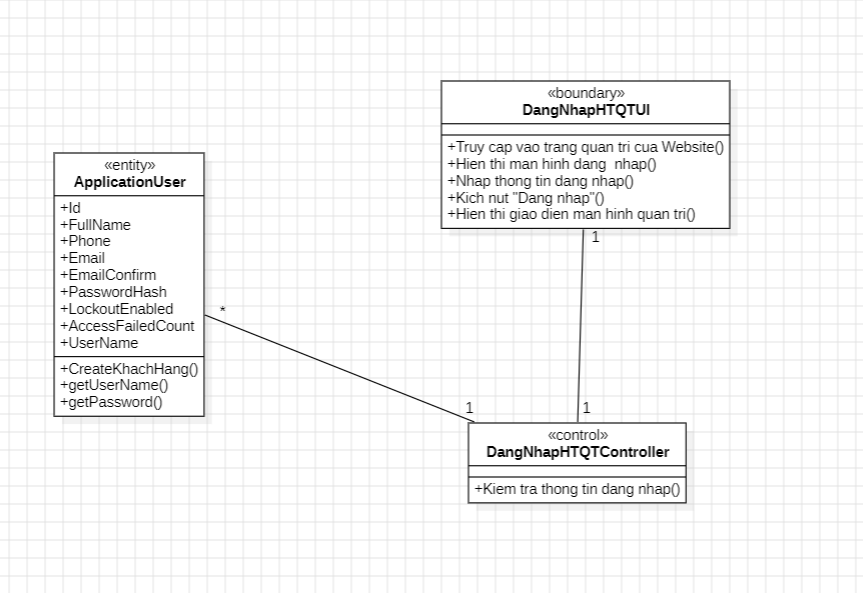 «boundary»
DangNhapHTQTUI
+Truy cap vao trang quan tri cua Website()
+Hien thi man hinh dang  nhap()
+Nhap thong tin dang nhap()
+Kich nut "Dang nhap"()
+Hien thi giao dien man hinh quan tri()
1
«entity»
ApplicationUser
+Id
+FullName
+Phone
+Email
+EmailConfirm
+PasswordHash
+LockoutEnabled
+AccessFailedCount
+UserName
+CreateKhachHang()
+getUserName()
+getPassword()
*
1
1
«control»
DangNhapHTQTController
+Kiem tra thong tin dang nhap()